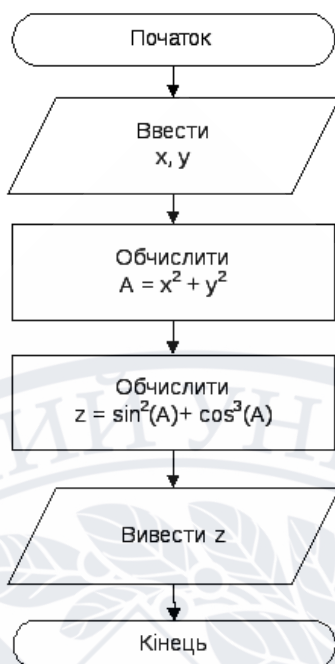 Початок
Ввести
x, y
Обчислити
A = x² + y²
Обчислити
z = sin²(A)+ cos³(A)
Вивести z
Кінець